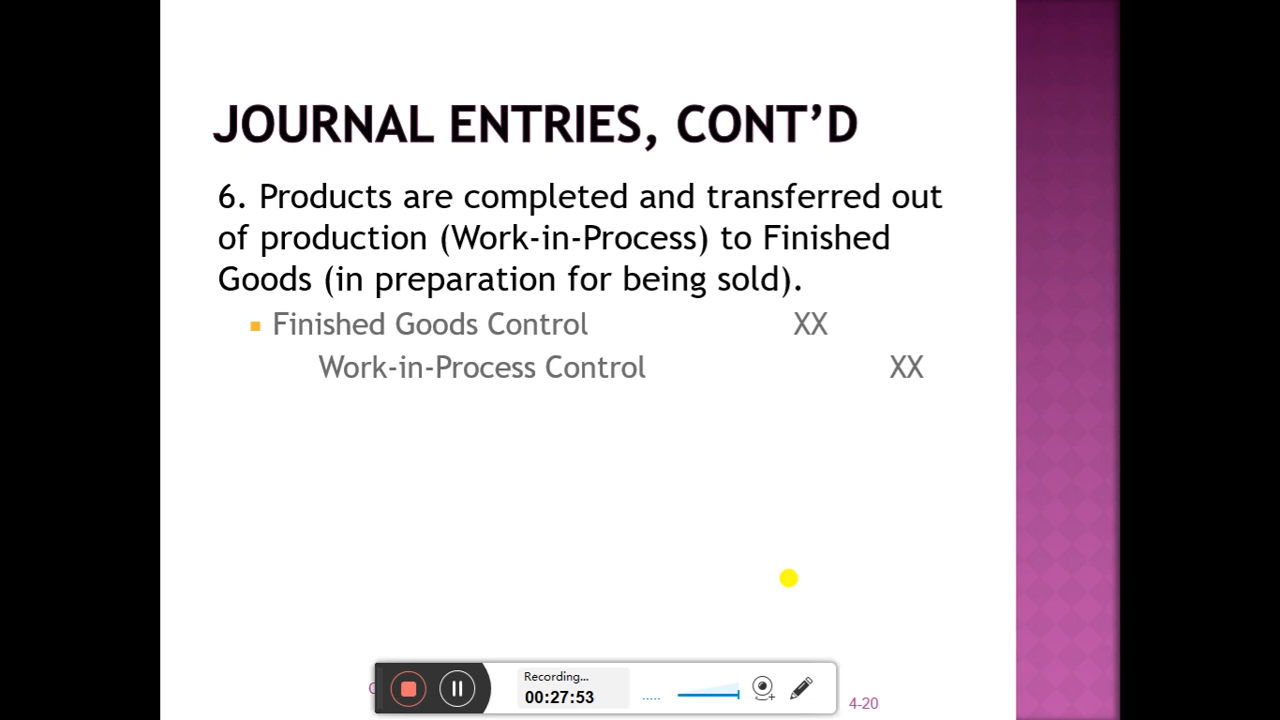 JOURNAL ENTRIES, CONT’D
6. Products are completed and transferred out
of production (Work-in-Process) to Finished
Goods (in preparation for being sold).
Finished Goods Control XX
Work-in-Process Control XX
Recording...
00:27:53
4-20